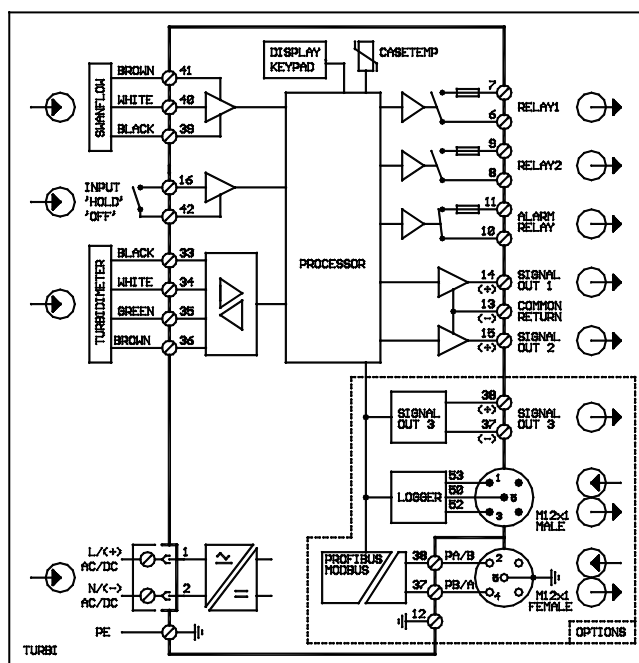 DISPLAY
KEYPAD
CASETEMP
SWANFLOW
BROWN 41
WHITE 40
BLACK 39
INPUT
'HOLD'
'OFF'
16
42
TURBIDIMETER
BLACK 33
WHITE 34
GREEN 35
BROWN 36
PROCESSOR
7 RELAY1
6
9 RELAY2
8
11 ALARM
RELAY
10
14 SIGNAL
(+) OUT 1
13 COMMON
(-) RETURN
15 SIGNAL
(+) OUT 2
SIGNAL
OUT 3
38 SIGNAL
(+) OUT 3
37
(-)
LOGGER
53
50
52
1
5
3
M12x1
MALE
PROFIBUS
MODBUS
38 PA/B 2
37 PB/A 4
5
12
M12x1
FEMALE
OPTIONS
L/(+) 1
AC/DC
N/(-) 2
AC/DC
PE
TURBI